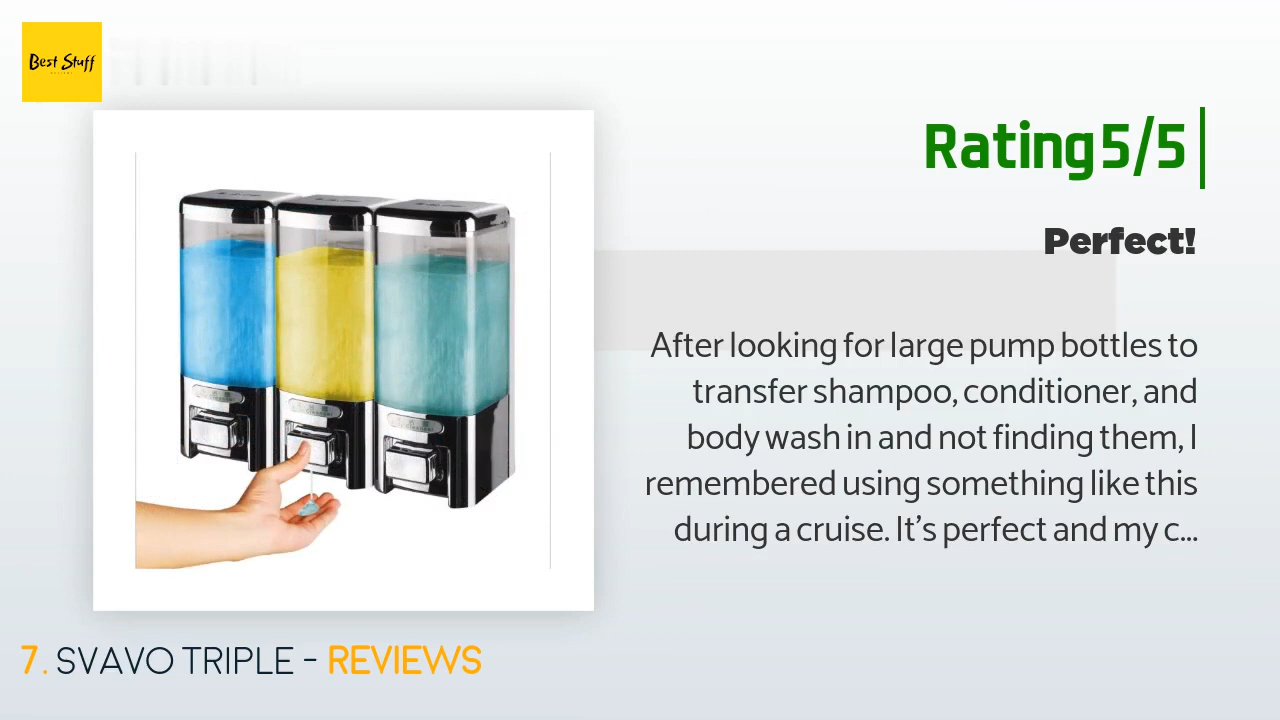 Best Stuff
Rating 5/5
Perfect!
After looking for large pump bottles to
transfer shampoo, conditioner, and
body wash in and not finding them, I
remembered using something like this
during a cruise. It's perfect and my c...
7. SVAVO TRIPLE - REVIEWS